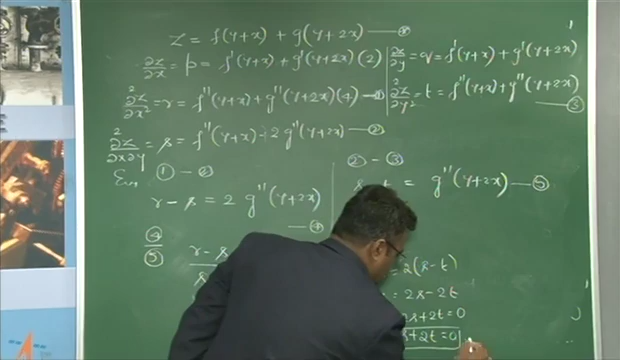 Z = f(y+x) + g(y+2x) — *
∂z/∂x = p = f'(y+x) + g'(y+2x)(2)
∂z/∂y = q = f'(y+x) + g'(y+2x)
∂²z/∂x² = r = f''(y+x) + g''(y+2x)(4) — ①
∂²z/∂y² = t = f''(y+x) + g''(y+2x) — ③
∂²z/∂x∂y = s = f''(y+x) + 2g''(y+2x) — ②
① - ②
r - s = 2 g''(y+2x) — ④
② - ③
s - t = g''(y+2x) — ⑤
④/⑤
r - s
= 2(s - t)
= 2s - 2t
s + 2t = 0
s + 2t = 0